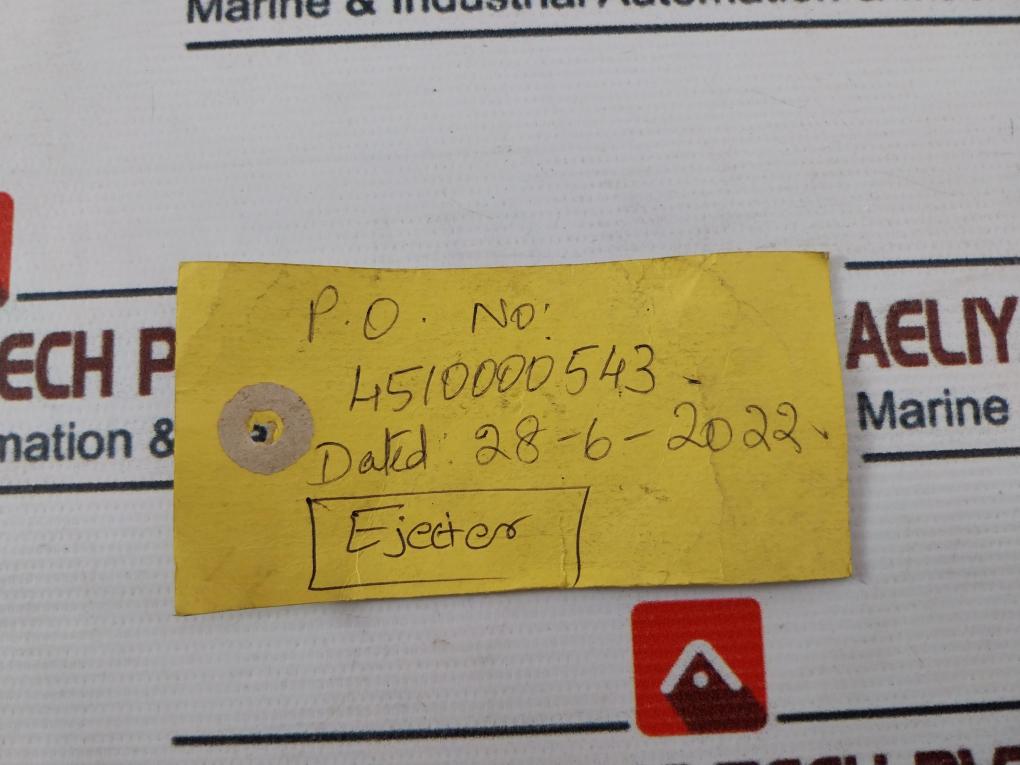 Marine & Industrial Automation &
P.O. No:
4510000543
Dated: 28-6-2022
Ejecter
ECH P
mation &
AELIY
Marine